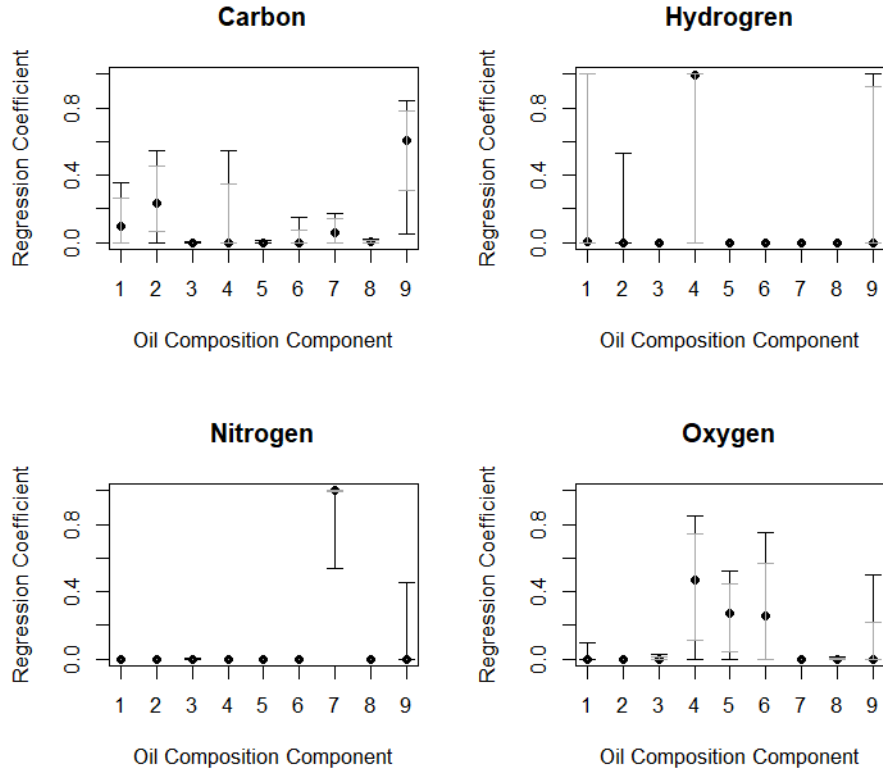 Carbon
Regression Coefficient
0.8
0.4
0.0
1 2 3 4 5 6 7 8 9
Oil Composition Component
Hydrogren
Regression Coefficient
0.8
0.4
0.0
1 2 3 4 5 6 7 8 9
Oil Composition Component
Nitrogen
Regression Coefficient
0.8
0.4
0.0
1 2 3 4 5 6 7 8 9
Oil Composition Component
Oxygen
Regression Coefficient
0.8
0.4
0.0
1 2 3 4 5 6 7 8 9
Oil Composition Component